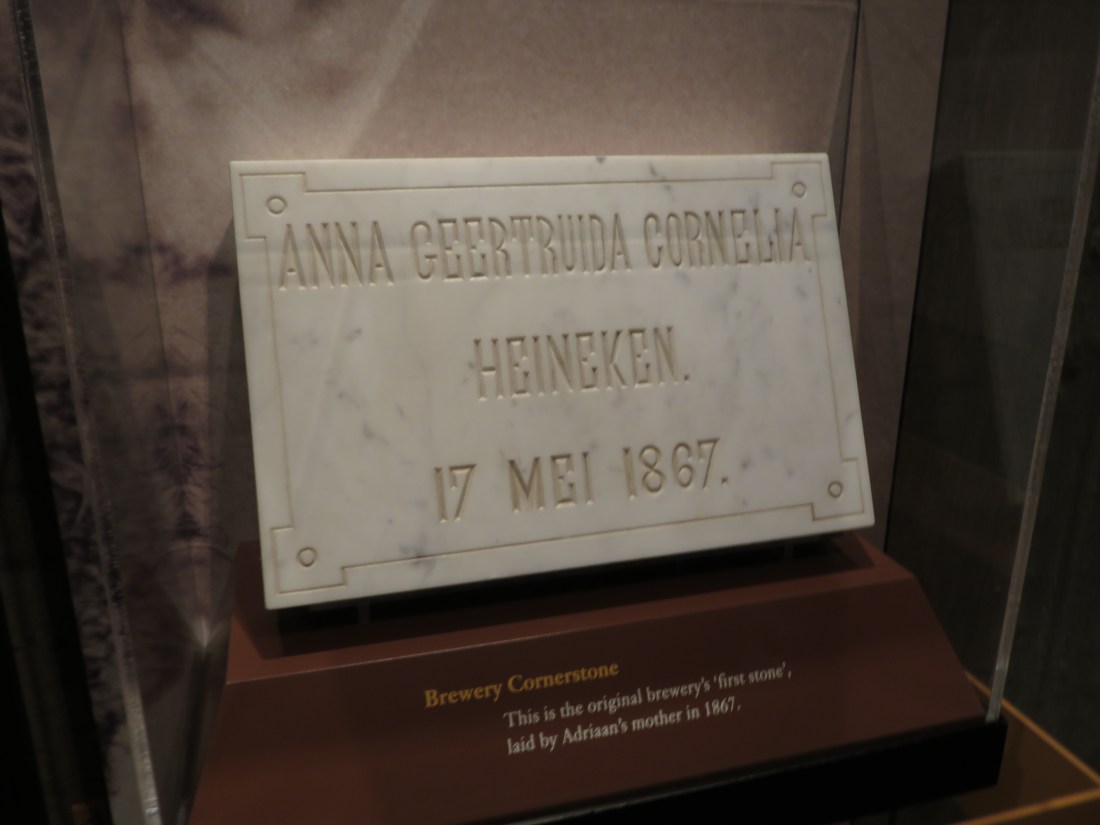 ANNA GEERTRUIDA CORNELIA
HEINEKEN.
17 MEI 1867.
Brewery Cornerstone
This is the original brewery's 'first stone',
laid by Adriaan's mother in 1867.